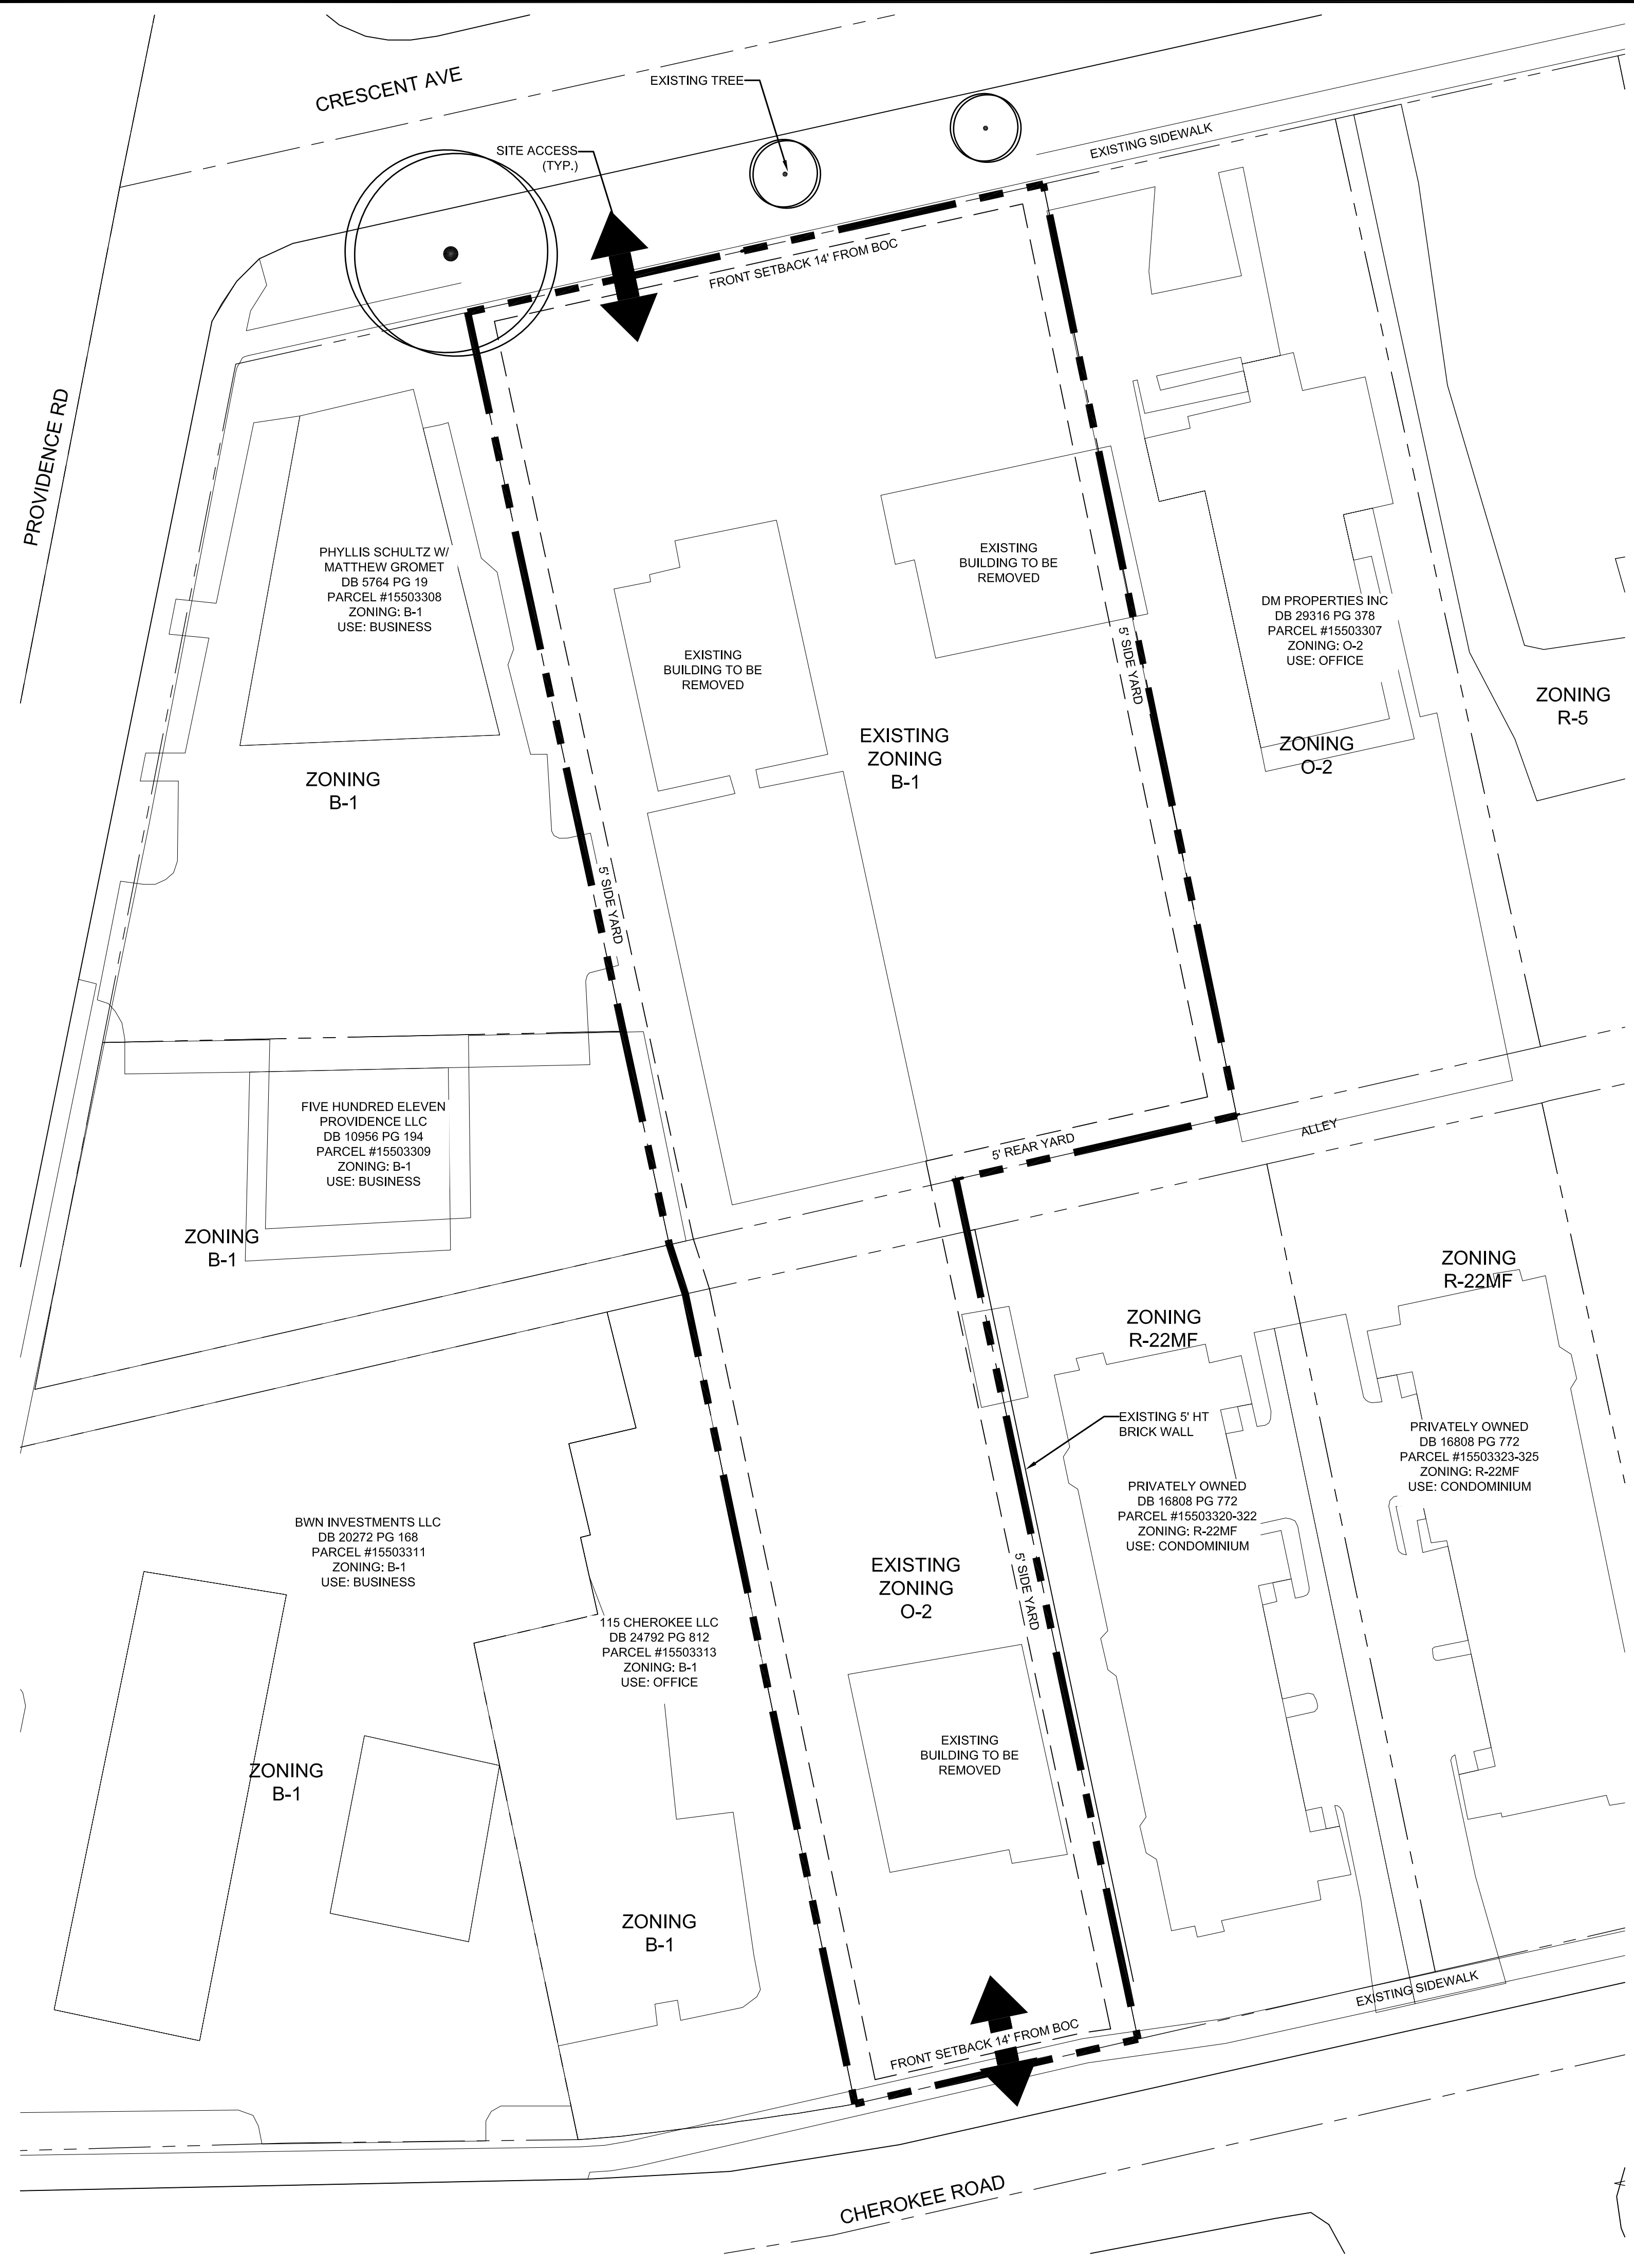 CRESCENT AVE
EXISTING TREE
SITE ACCESS
(TYP.)
EXISTING SIDEWALK
FRONT SETBACK 14' FROM BOC
PROVIDENCE RD
PHYLLIS SCHULTZ W/
MATTHEW GROMET
DB 5764 PG 19
PARCEL #15503308
ZONING: B-1
USE: BUSINESS
EXISTING
BUILDING TO BE
REMOVED
EXISTING
BUILDING TO BE
REMOVED
5' SIDE YARD
DM PROPERTIES INC
DB 29316 PG 378
PARCEL #15503307
ZONING: O-2
USE: OFFICE
ZONING
R-5
ZONING
B-1
EXISTING
ZONING
B-1
ZONING
O-2
5' SIDE YARD
FIVE HUNDRED ELEVEN
PROVIDENCE LLC
DB 10956 PG 194
PARCEL #15503309
ZONING: B-1
USE: BUSINESS
5' REAR YARD
ALLEY
ZONING
B-1
ZONING
R-22MF
ZONING
R-22MF
EXISTING 5' HT
BRICK WALL
PRIVATELY OWNED
DB 16808 PG 772
PARCEL #15503323-325
ZONING: R-22MF
USE: CONDOMINIUM
PRIVATELY OWNED
DB 16808 PG 772
PARCEL #15503320-322
ZONING: R-22MF
USE: CONDOMINIUM
BWN INVESTMENTS LLC
DB 20272 PG 168
PARCEL #15503311
ZONING: B-1
USE: BUSINESS
EXISTING
ZONING
O-2
5' SIDE YARD
115 CHEROKEE LLC
DB 24792 PG 812
PARCEL #15503313
ZONING: B-1
USE: OFFICE
EXISTING
BUILDING TO BE
REMOVED
ZONING
B-1
ZONING
B-1
EXISTING SIDEWALK
FRONT SETBACK 14' FROM BOC
CHEROKEE ROAD